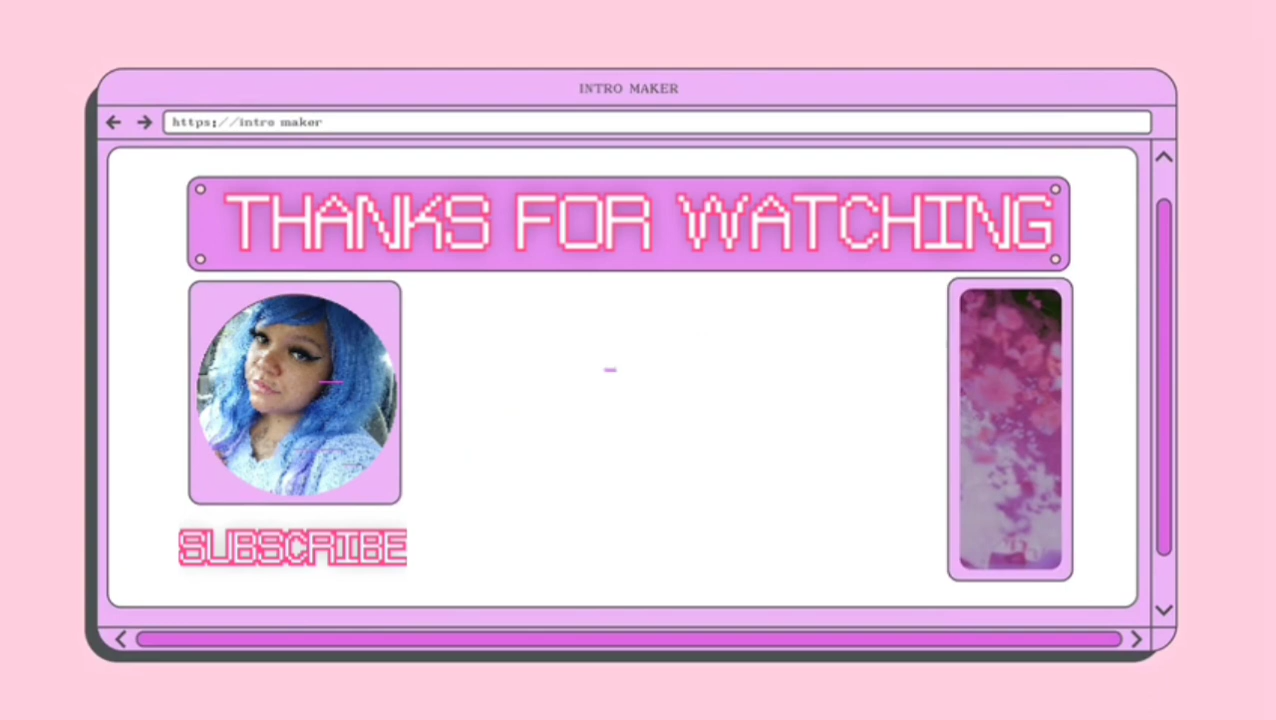 INTRO MAKER
https://intro maker
THANKS FOR WATCHING
SUBSCRIBE